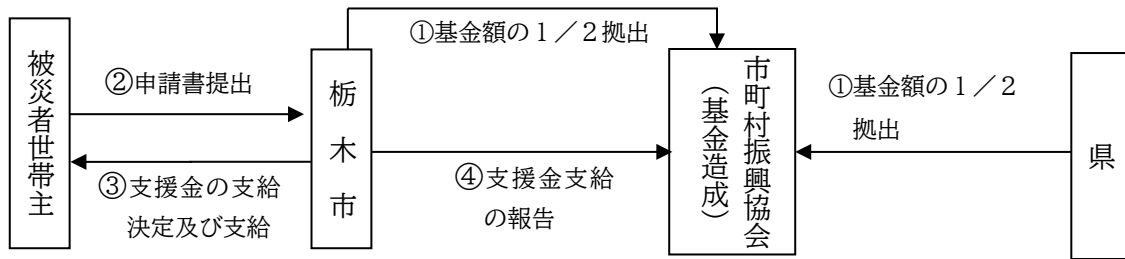 ①基金額の１／２拠出
被災者世帯主
②申請書提出
③支援金の支給
決定及び支給
栃木市
④支援金支給
の報告
市町村振興協会
（基金造成）
①基金額の１／２
拠出
県